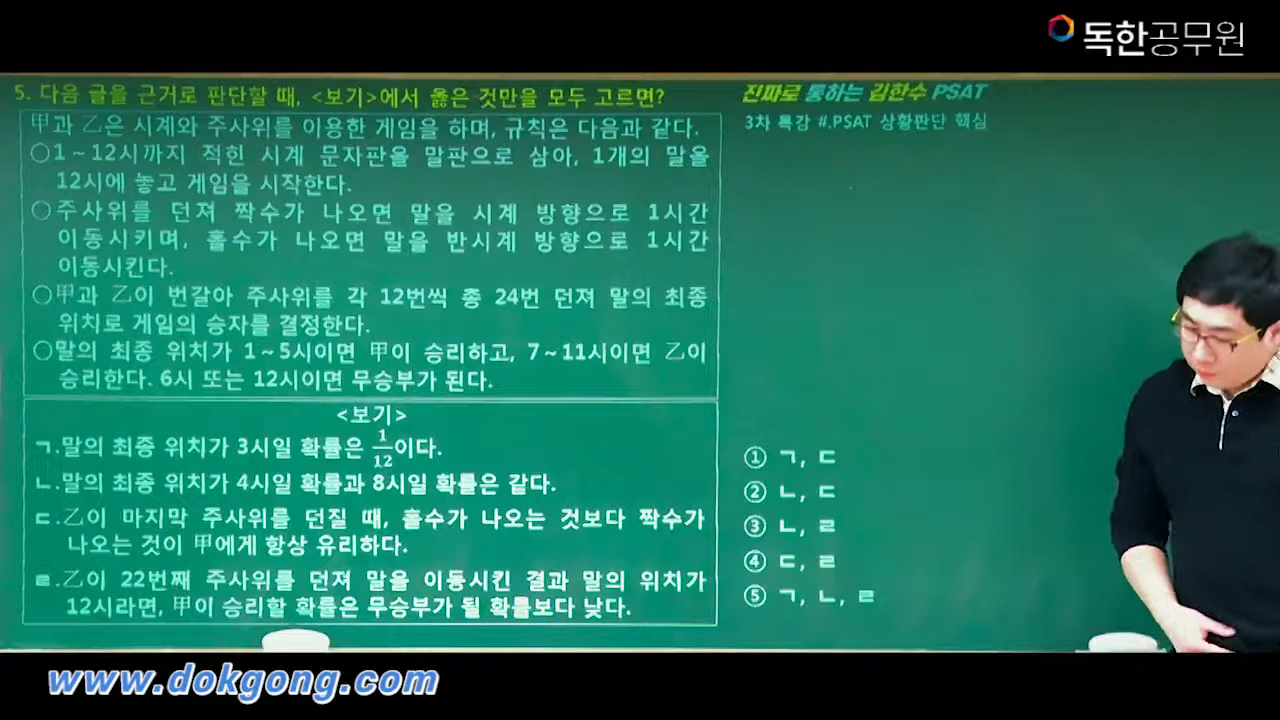 독한공무원
5. 다음 글을 근거로 판단할 때, <보기>에서 옳은 것만을 모두 고르면?
甲과 乙은 시계와 주사위를 이용한 게임을 하며, 규칙은 다음과 같다.
○1~12시까지 적힌 시계 문자판을 말판으로 삼아, 1개의 말을
12시에 놓고 게임을 시작한다.
○주사위를 던져 짝수가 나오면 말을 시계 방향으로 1시간
이동시키며, 홀수가 나오면 말을 반시계 방향으로 1시간
이동시킨다.
○甲과 乙이 번갈아 주사위를 각 12번씩 총 24번 던져 말의 최종
위치로 게임의 승자를 결정한다.
○말의 최종 위치가 1~5시이면 甲이 승리하고, 7~11시이면 乙이
승리한다. 6시 또는 12시이면 무승부가 된다.
<보기>
ㄱ.말의 최종 위치가 3시일 확률은 1/12이다.
ㄴ.말의 최종 위치가 4시일 확률과 8시일 확률은 같다.
ㄷ.乙이 마지막 주사위를 던질 때, 홀수가 나오는 것보다 짝수가
나오는 것이 甲에게 항상 유리하다.
ㄹ.乙이 22번째 주사위를 던져 말을 이동시킨 결과 말의 위치가
12시라면, 甲이 승리할 확률은 무승부가 될 확률보다 낮다.
진짜로 통하는 김현수 PSAT
3차 특강 #.PSAT 상황판단 핵심
① ㄱ, ㄷ
② ㄴ, ㄷ
③ ㄴ, ㄹ
④ ㄷ, ㄹ
⑤ ㄱ, ㄴ, ㄹ
www.dokgong.com